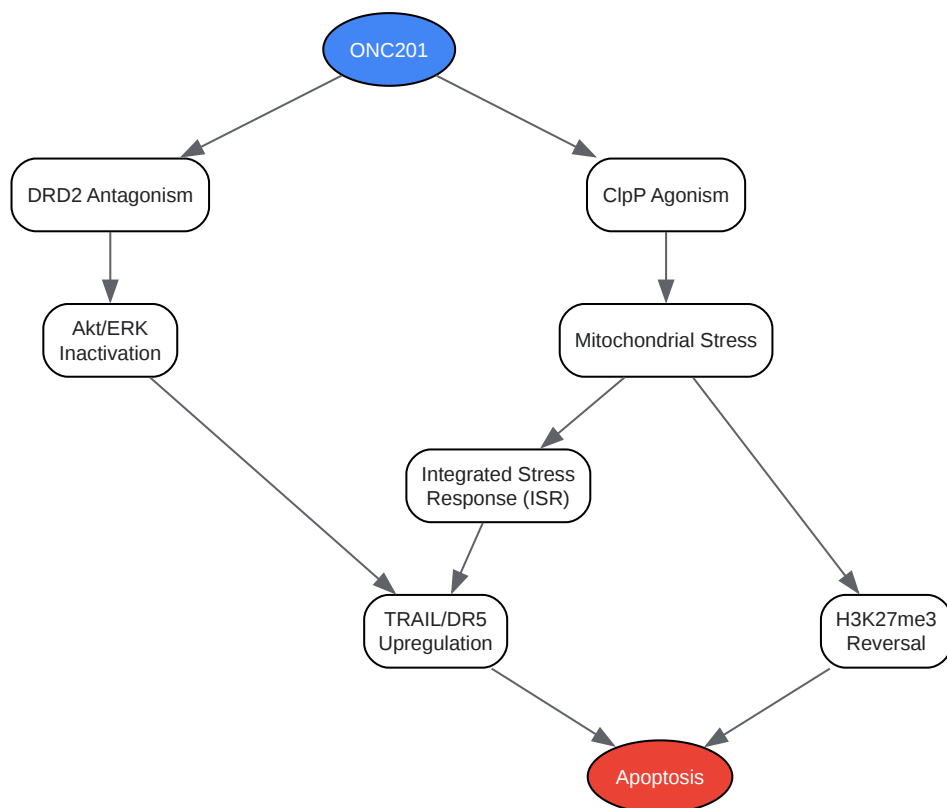 ONC201
DRD2 Antagonism
ClpP Agonism
Akt/ERK
Inactivation
Mitochondrial Stress
Integrated Stress
Response (ISR)
TRAIL/DR5
Upregulation
H3K27me3
Reversal
Apoptosis